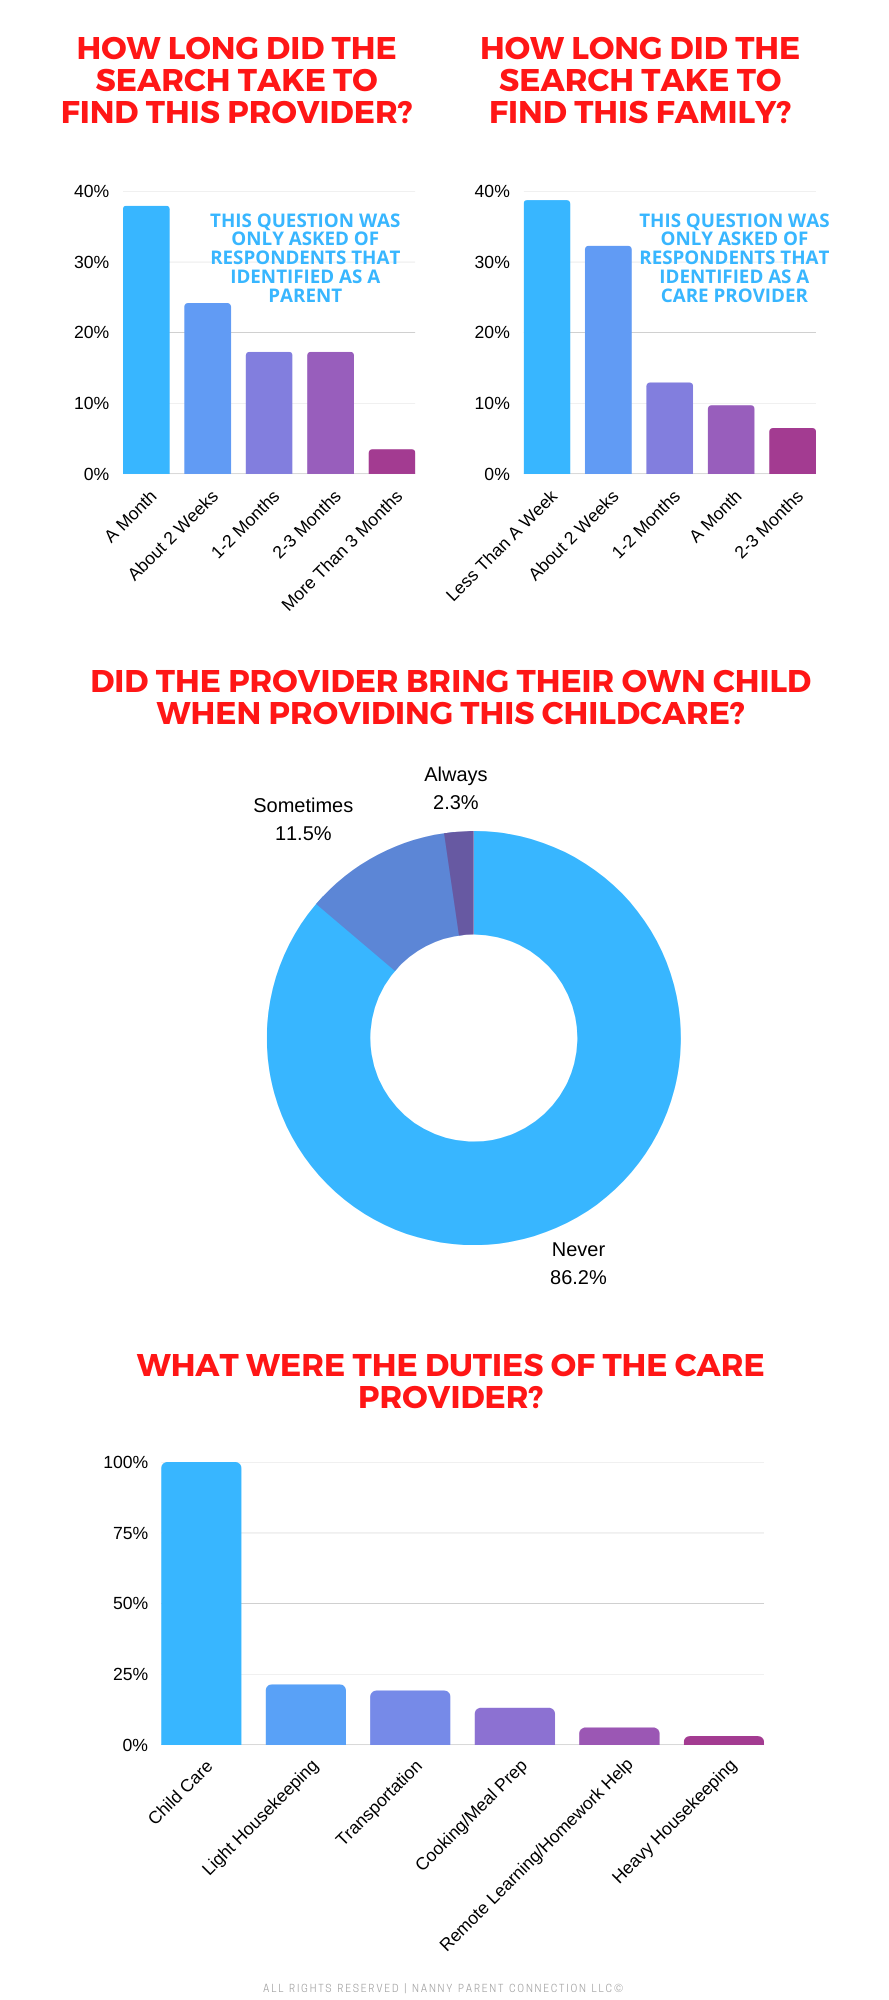 HOW LONG DID THE
SEARCH TAKE TO
FIND THIS PROVIDER?
40%
30%
20%
10%
0%
THIS QUESTION WAS
ONLY ASKED OF
RESPONDENTS THAT
IDENTIFIED AS A
PARENT
A Month
About 2 Weeks
1-2 Months
2-3 Months
More Than 3 Months
HOW LONG DID THE
SEARCH TAKE TO
FIND THIS FAMILY?
40%
30%
20%
10%
0%
THIS QUESTION WAS
ONLY ASKED OF
RESPONDENTS THAT
IDENTIFIED AS A
CARE PROVIDER
Less Than A Week
About 2 Weeks
1-2 Months
A Month
2-3 Months
DID THE PROVIDER BRING THEIR OWN CHILD
WHEN PROVIDING THIS CHILDCARE?
Always
2.3%
Sometimes
11.5%
Never
86.2%
WHAT WERE THE DUTIES OF THE CARE
PROVIDER?
100%
75%
50%
25%
0%
Child Care
Light Housekeeping
Transportation
Cooking/Meal Prep
Remote Learning/Homework Help
Heavy Housekeeping
ALL RIGHTS RESERVED | NANNY PARENT CONNECTION LLC©